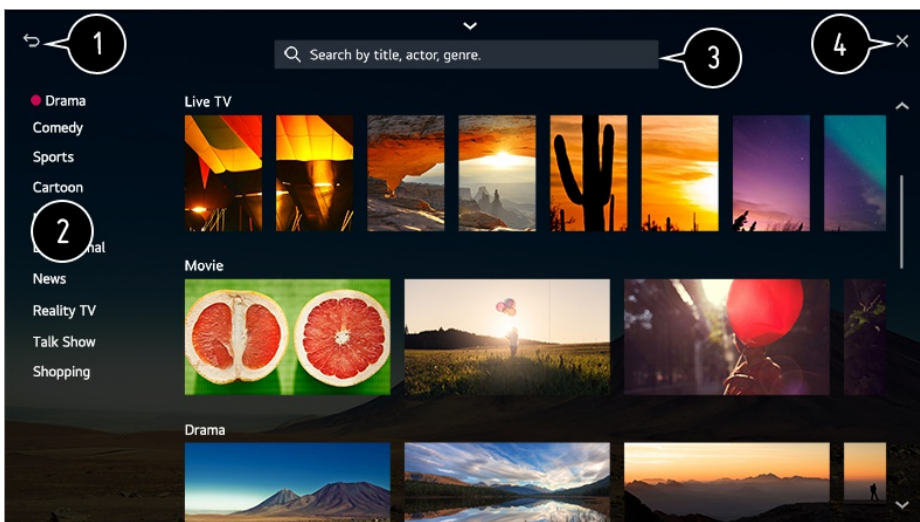 1
3
4
Search by title, actor, genre.
Drama
Comedy
Sports
Cartoon
2
News
Reality TV
Talk Show
Shopping
Live TV
Movie
Drama